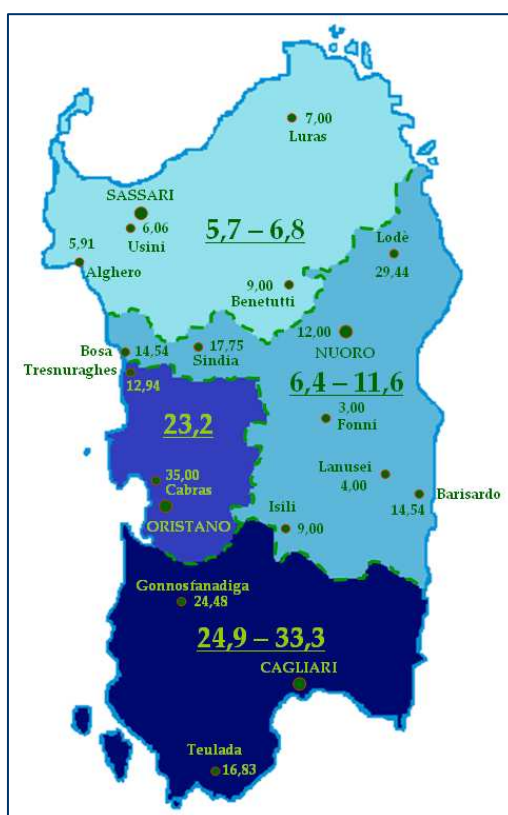 7,00
Luras
SASSARI
6,06
Usini
5,7 – 6,8
5,91
Alghero
Lodè
29,44
9,00
Benetutti
12,00
NUORO
Bosa
14,54
17,75
Sindia
Tresnuraghes
12,94
6,4 – 11,6
23,2
3,00
Fonni
35,00
Cabras
Lanusei
4,00
Barisardo
14,54
Isili
9,00
ORISTANO
Gonnosfanadiga
24,48
24,9 – 33,3
CAGLIARI
Teulada
16,83